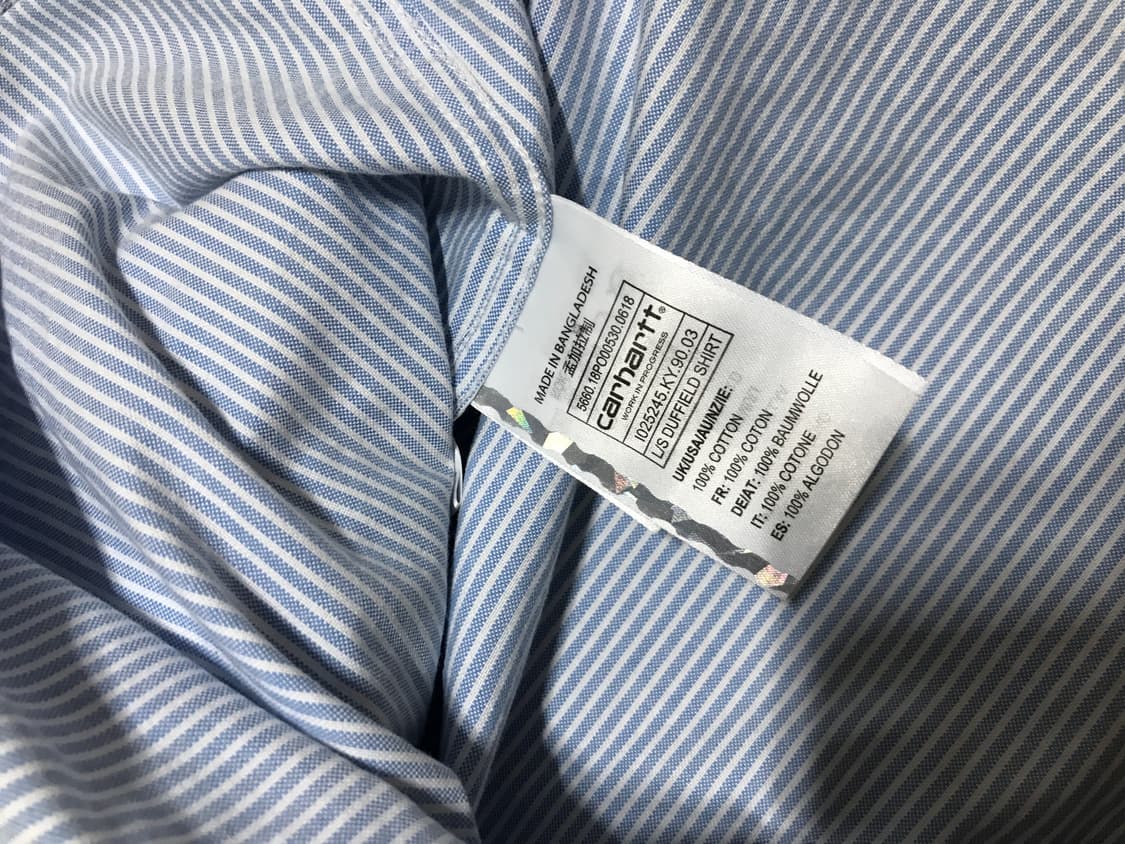 MADE IN BANGLADESH
孟加拉制
5660.18PO00530.0618
carhartt®
WORK IN PROGRESS
I025245.KY.90.03
L/S DUFFIELD SHIRT
UK/USA/AUN/NZ/IE:
100% COTTON
FR: 100% COTON
DE/AT: 100% BAUMWOLLE
IT: 100% COTONE
ES: 100% ALGODON